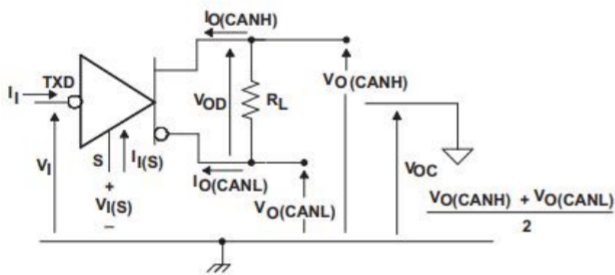 IO(CANH)
TXD
II
VO(CANH)
VOD
RL
VI
S
II(S)
+
VI(S)
–
IO(CANL)
VO(CANL)
VOC
VO(CANH) + VO(CANL)
2